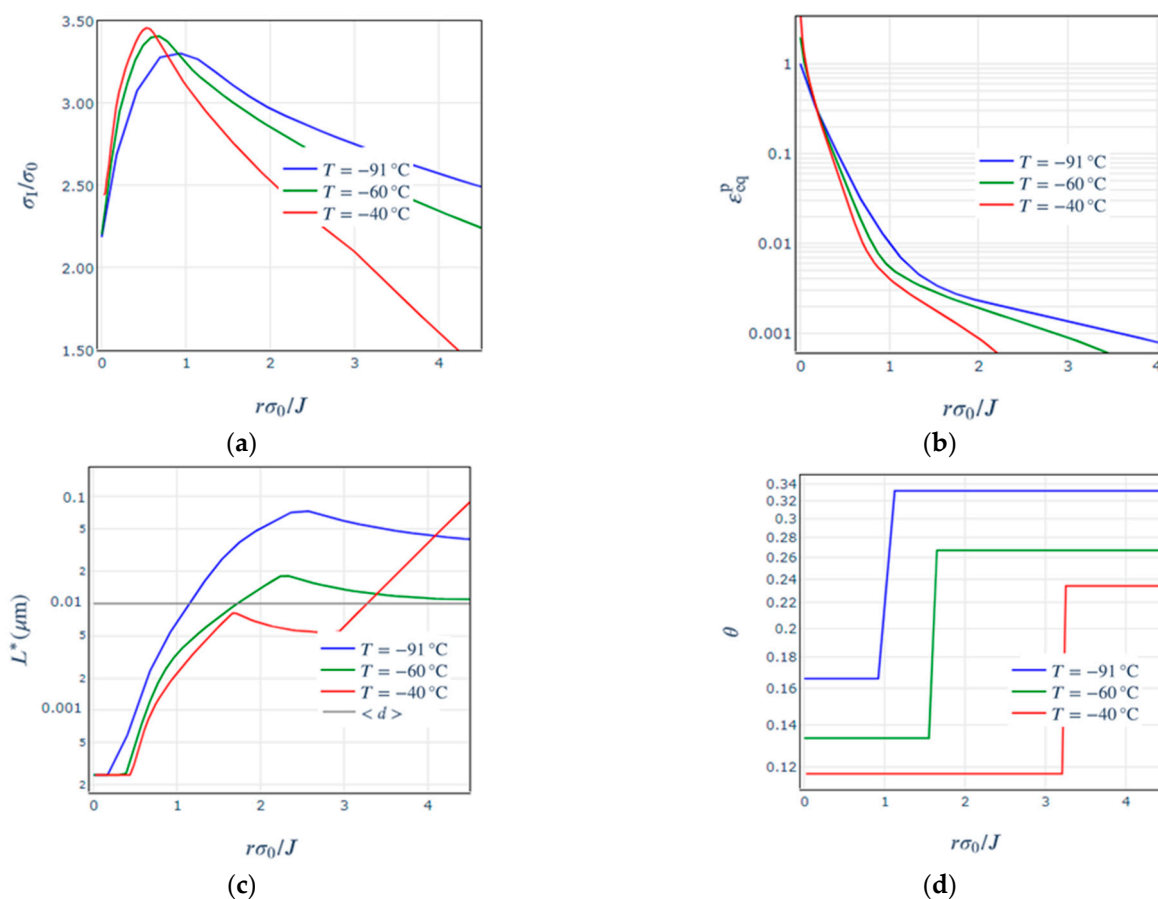 3.50
3.00
2.50
2.00
1.50
σ₁/σ₀
T = −91 °C
T = −60 °C
T = −40 °C
0 1 2 3 4
rσ₀/J
(a)
1
0.1
0.01
0.001
εᵖeq
T = −91 °C
T = −60 °C
T = −40 °C
0 1 2 3 4
rσ₀/J
(b)
0.1
5
0.01
5
2
0.001
5
2
L* (μm)
T = −91 °C
T = −60 °C
T = −40 °C
< d >
0 1 2 3 4
rσ₀/J
(c)
0.34
0.32
0.3
0.28
0.26
0.24
0.22
0.2
0.18
0.16
0.14
0.12
θ
T = −91 °C
T = −60 °C
T = −40 °C
0 1 2 3 4
rσ₀/J
(d)